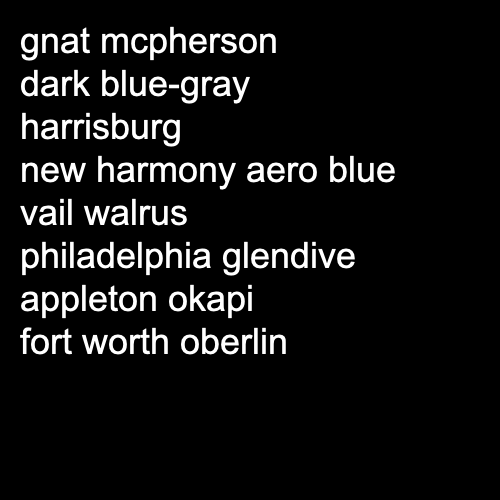 gnat mcpherson
dark blue-gray
harrisburg
new harmony aero blue
vail walrus
philadelphia glendive
appleton okapi
fort worth oberlin